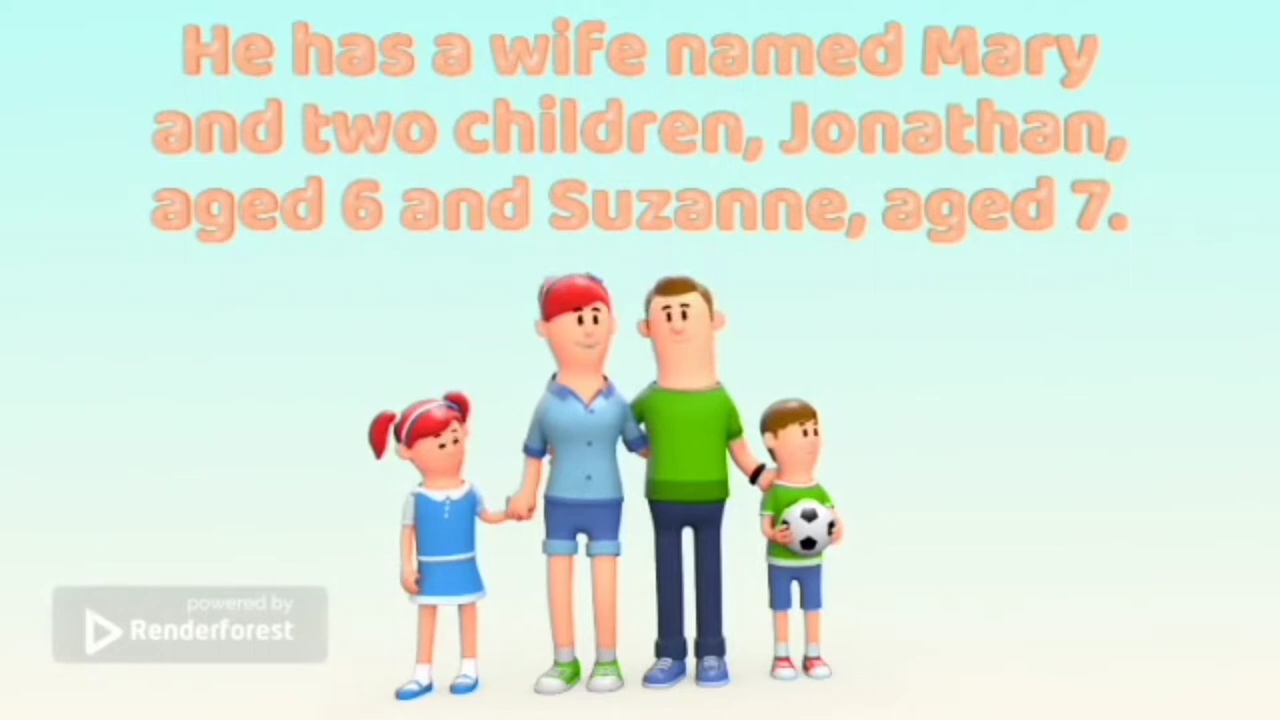 He has a wife named Mary
and two children, Jonathan,
aged 6 and Suzanne, aged 7.
powered by
Renderforest